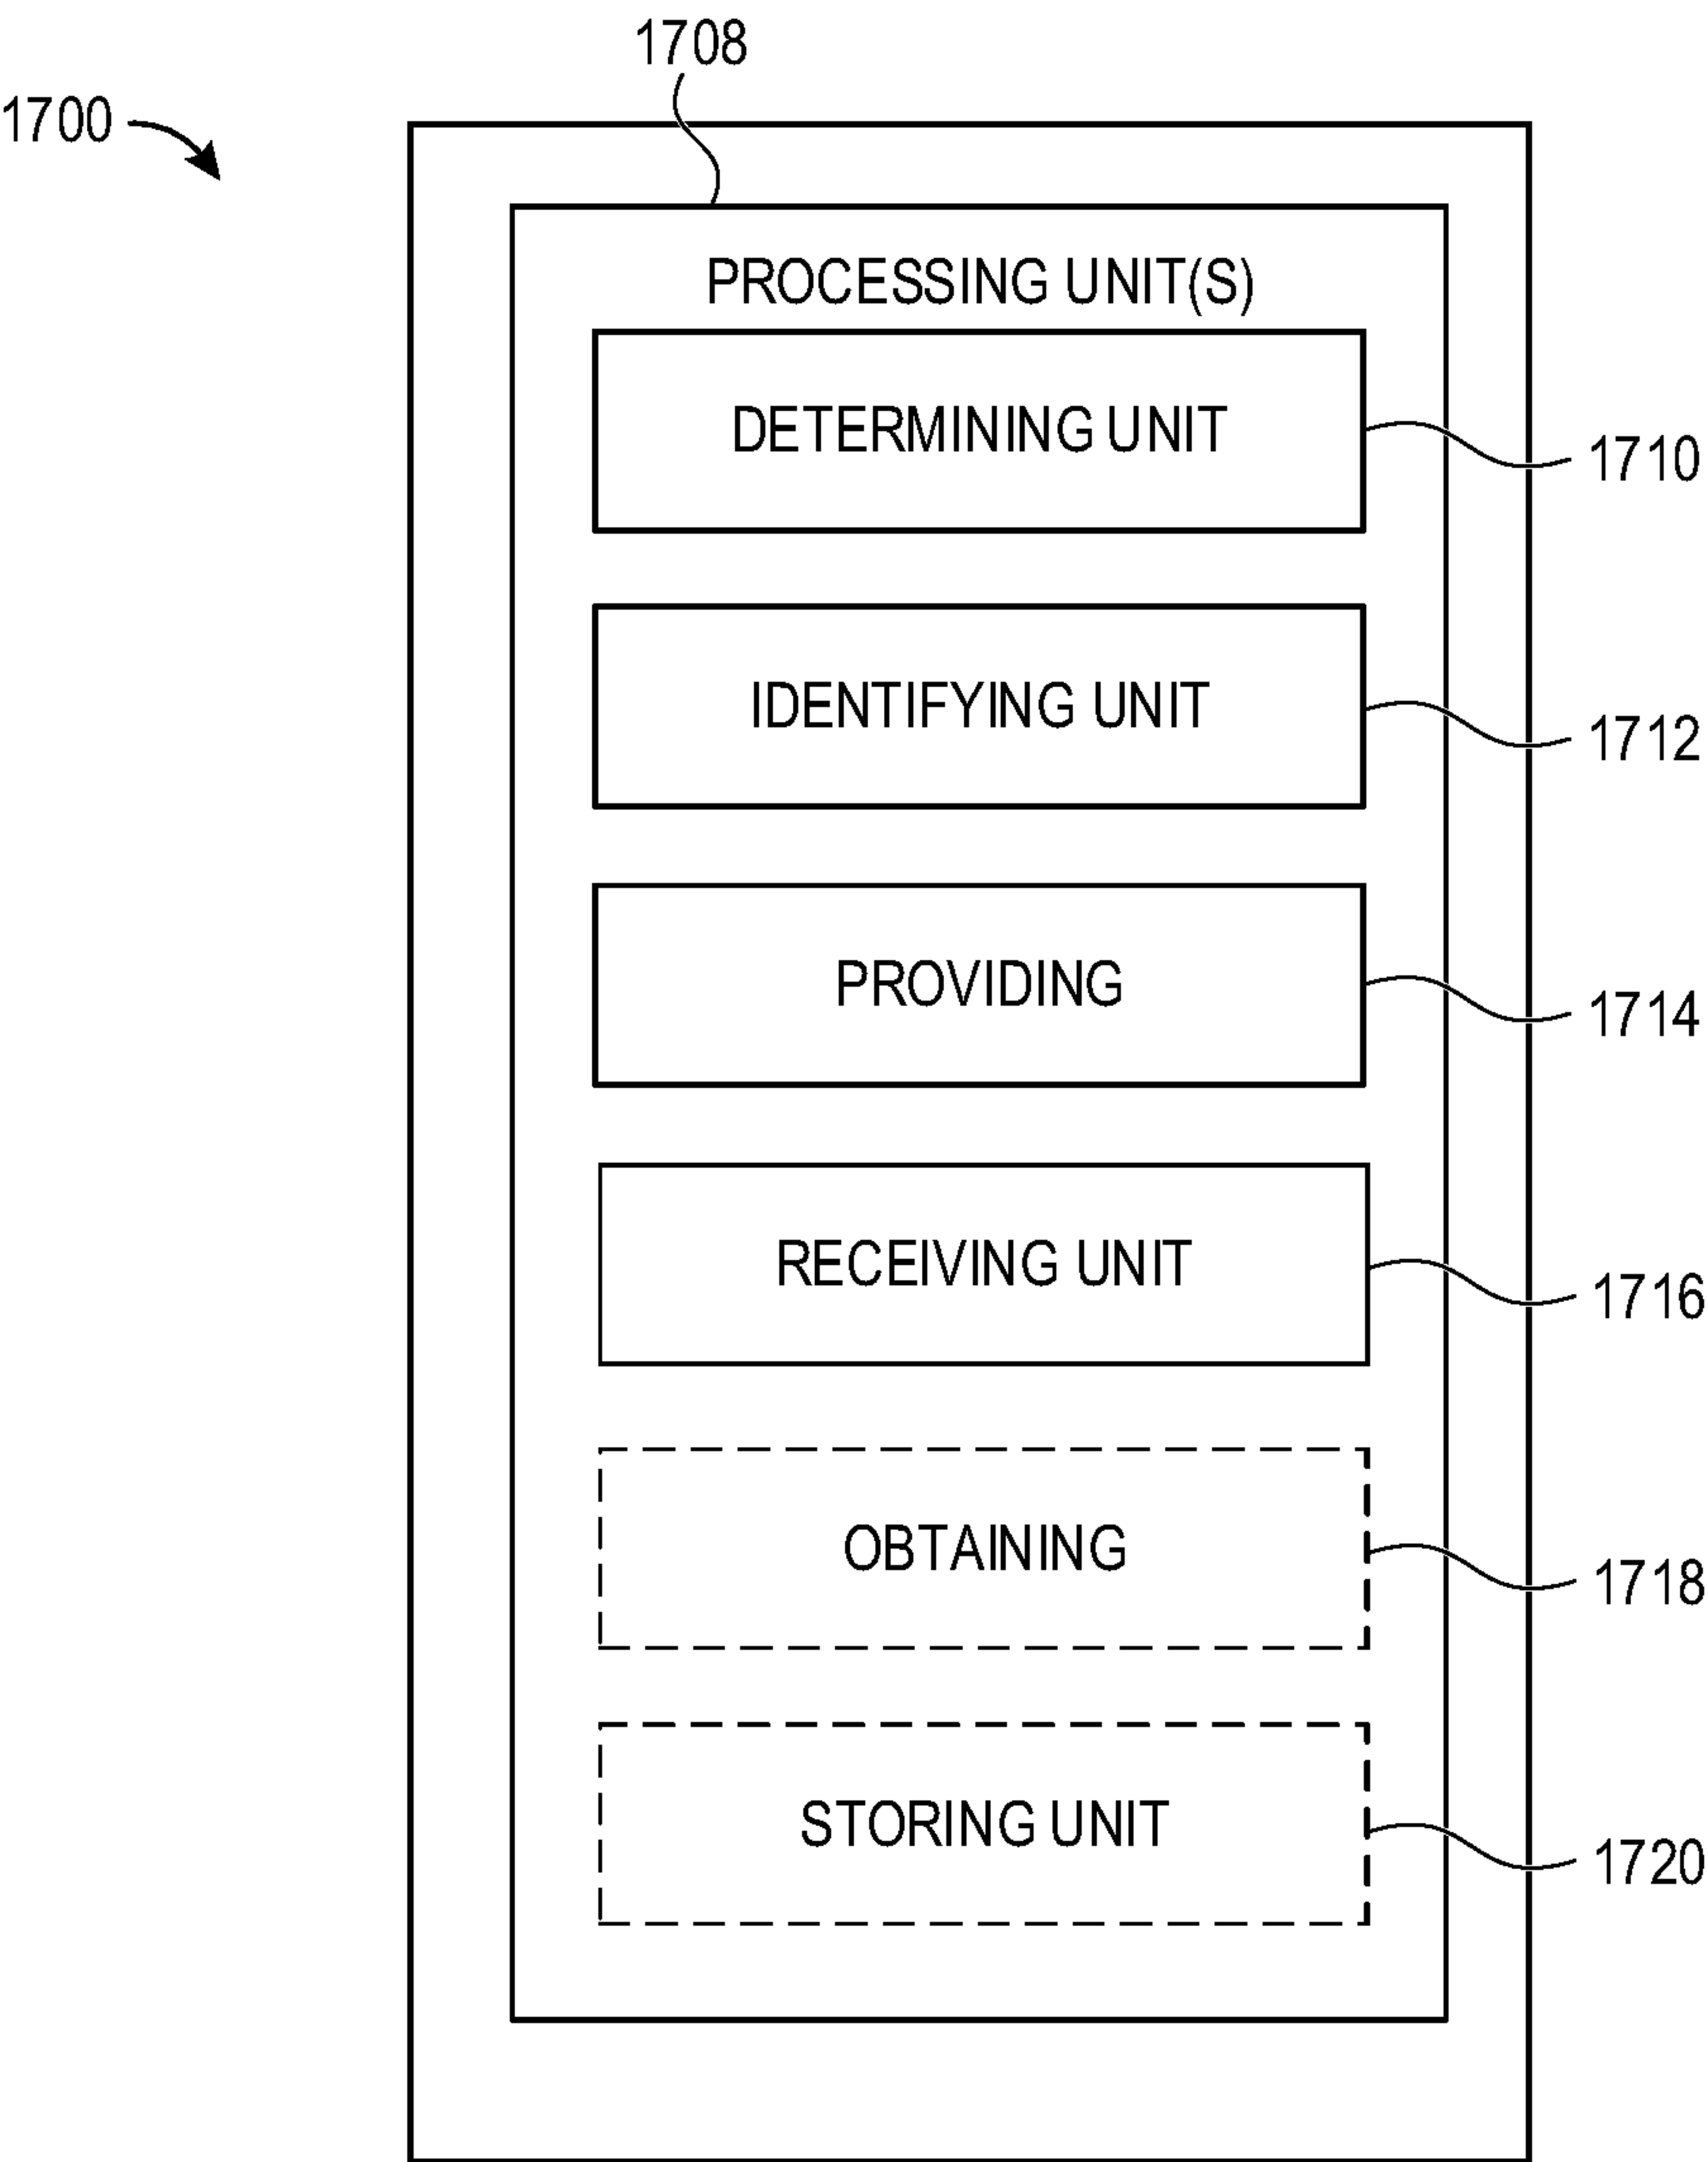 1708
1700
PROCESSING UNIT(S)
DETERMINING UNIT
1710
IDENTIFYING UNIT
1712
PROVIDING
1714
RECEIVING UNIT
1716
OBTAINING
1718
STORING UNIT
1720